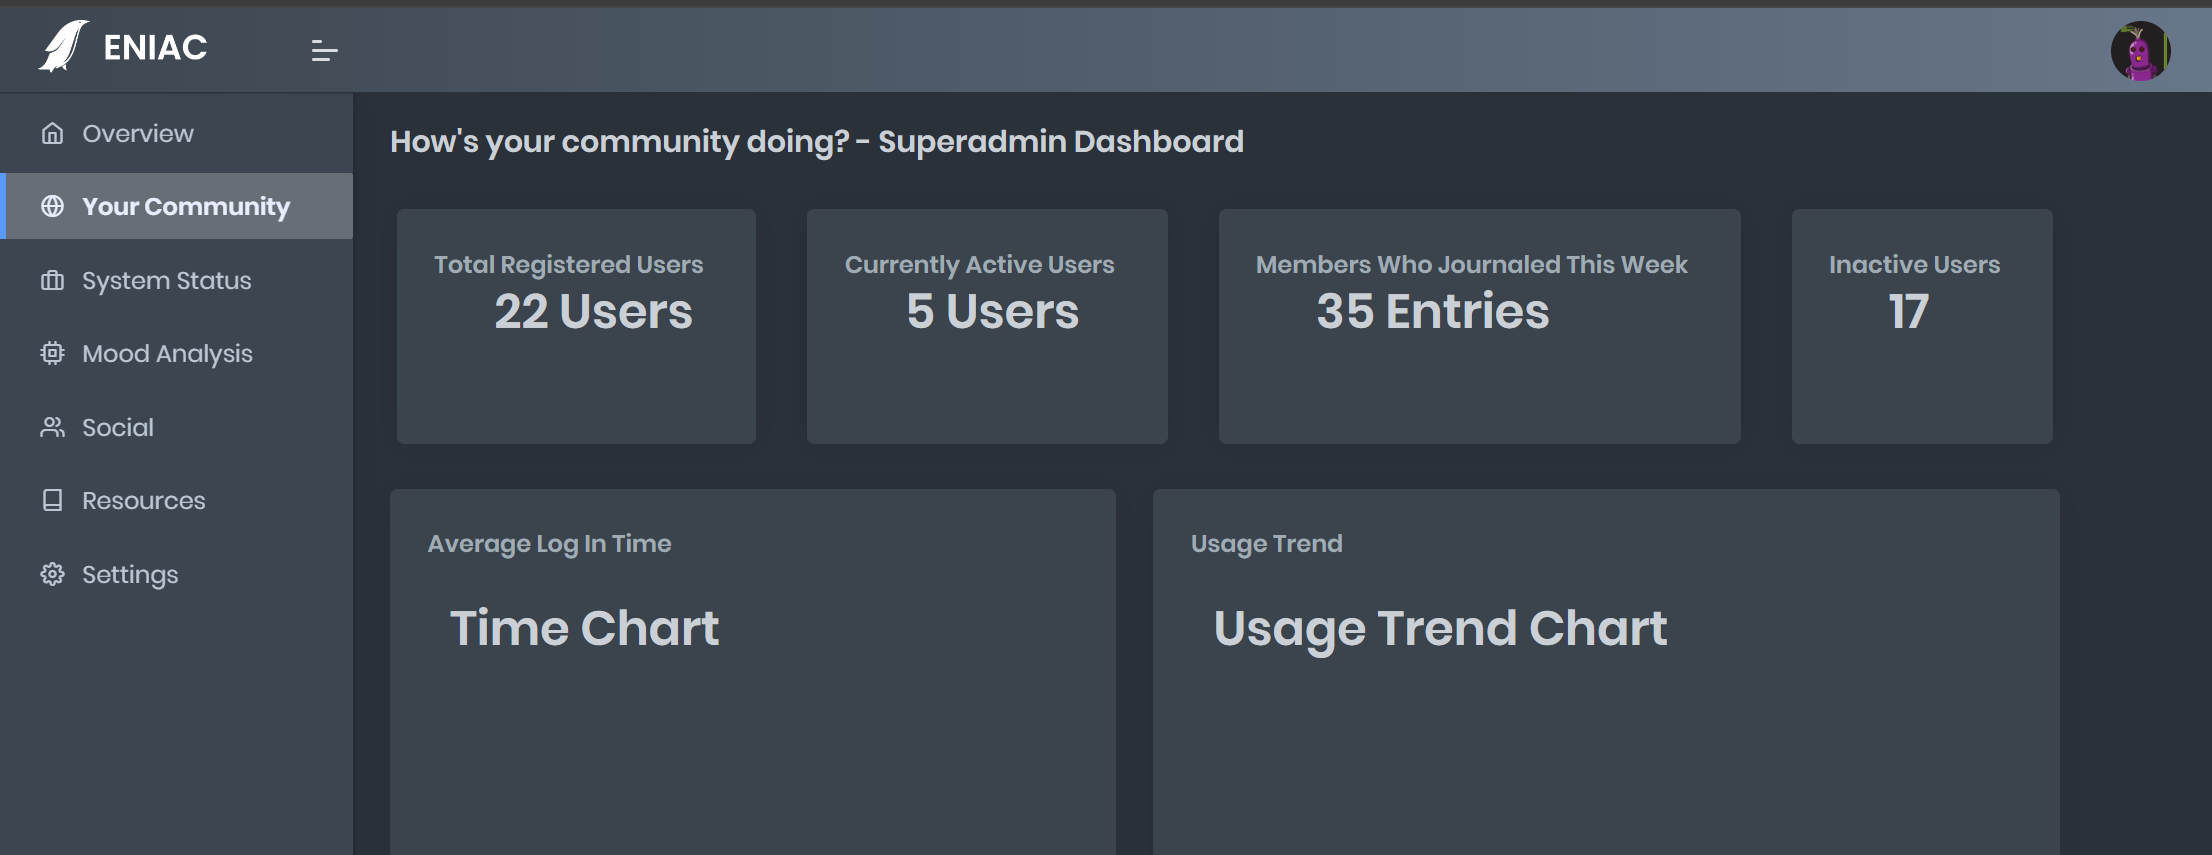 ENIAC
Overview
Your Community
System Status
Mood Analysis
Social
Resources
Settings
How's your community doing? - Superadmin Dashboard
Total Registered Users
22 Users
Currently Active Users
5 Users
Members Who Journaled This Week
35 Entries
Inactive Users
17
Average Log In Time
Time Chart
Usage Trend
Usage Trend Chart